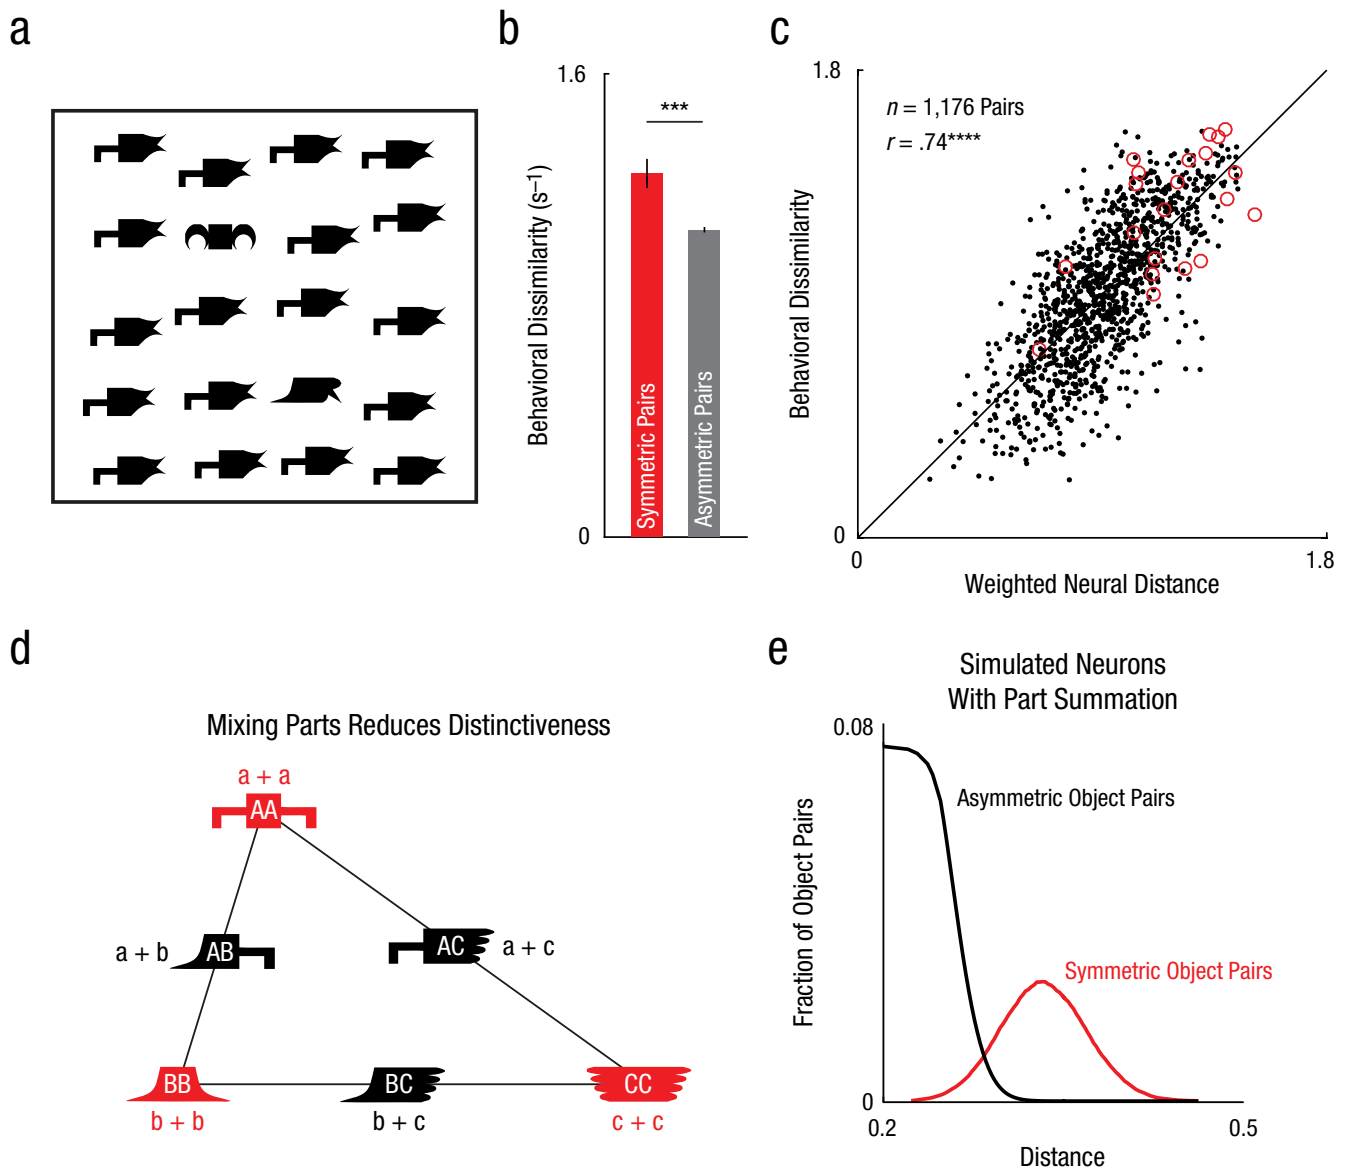 a
b
1.6
***
Behavioral Dissimilarity (s–1)
Symmetric Pairs
Asymmetric Pairs
0
c
1.8
n = 1,176 Pairs
r = .74****
Behavioral Dissimilarity
0
0
1.8
Weighted Neural Distance
d
Mixing Parts Reduces Distinctiveness
a + a
AA
a + b
AB
AC
a + c
BB
BC
CC
b + b
b + c
c + c
e
Simulated Neurons
With Part Summation
0.08
Asymmetric Object Pairs
Fraction of Object Pairs
Symmetric Object Pairs
0
0.2
0.5
Distance